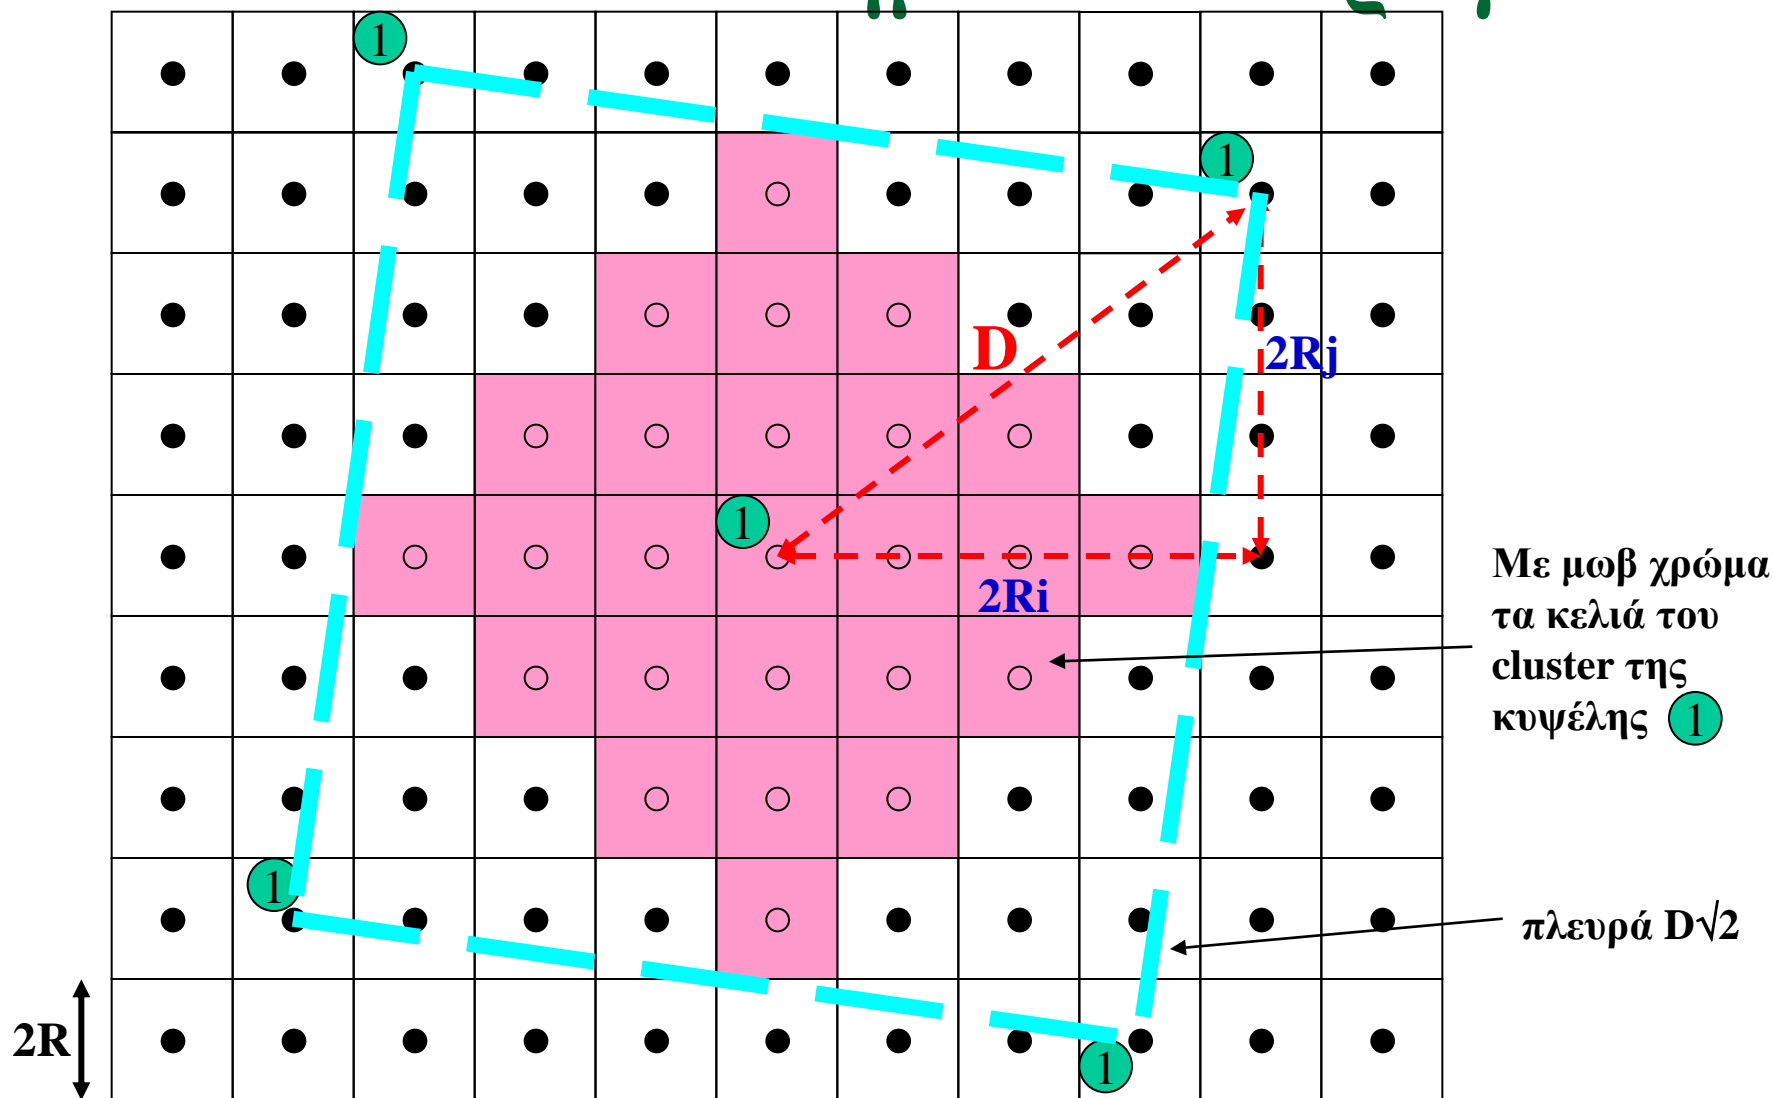 1
1
D
2Rj
1
2Ri
Με μωβ χρώμα
τα κελιά του
cluster της
κυψέλης 1
1
πλευρά D√2
2R
1